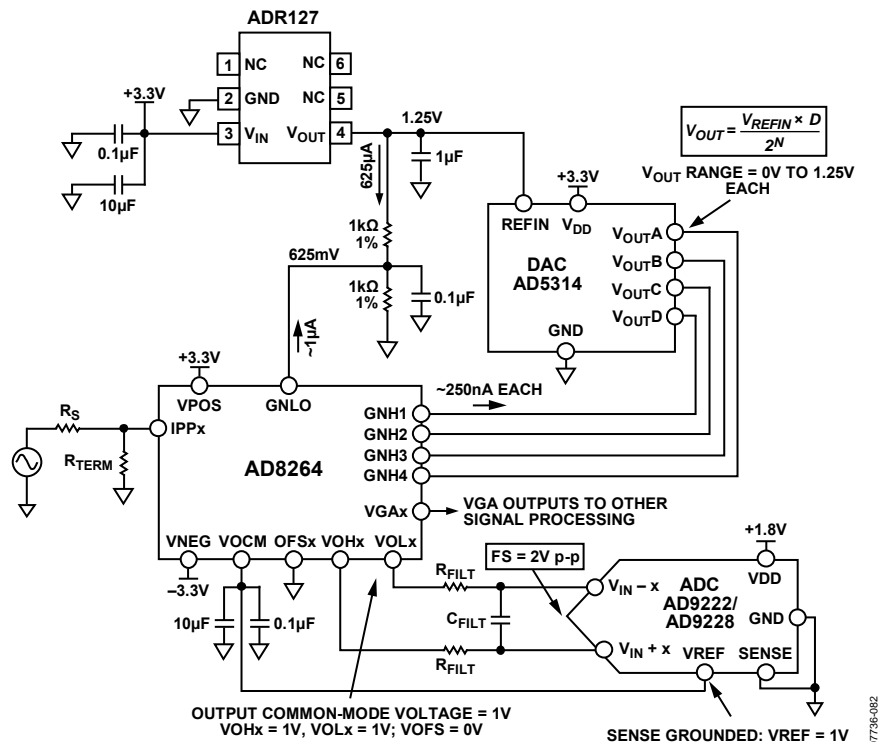 ADR127
1 NC
NC 6
2 GND
NC 5
3 VIN
VOUT 4
+3.3V
0.1µF
10µF
1.25V
1µF
625µA
1kΩ
1%
625mV
1kΩ
1%
0.1µF
~1µA
VOUT = VREFIN × D
2N
VOUT RANGE = 0V TO 1.25V
EACH
+3.3V
REFIN
VDD
DAC
AD5314
VOUTA
VOUTB
VOUTC
VOUTD
GND
+3.3V
VPOS
GNLO
~250nA EACH
RS
IPPx
RTERM
AD8264
GNH1
GNH2
GNH3
GNH4
VGAx
VGA OUTPUTS TO OTHER
SIGNAL PROCESSING
VNEG
VOCM
OFSx
VOHx
VOLx
–3.3V
10µF
0.1µF
RFILT
CFILT
RFILT
FS = 2V p-p
+1.8V
VDD
VIN – x
ADC
AD9222/
AD9228
GND
VIN + x
VREF
SENSE
OUTPUT COMMON-MODE VOLTAGE = 1V
VOHx = 1V, VOLx = 1V; VOFS = 0V
SENSE GROUNDED: VREF = 1V
07736-082